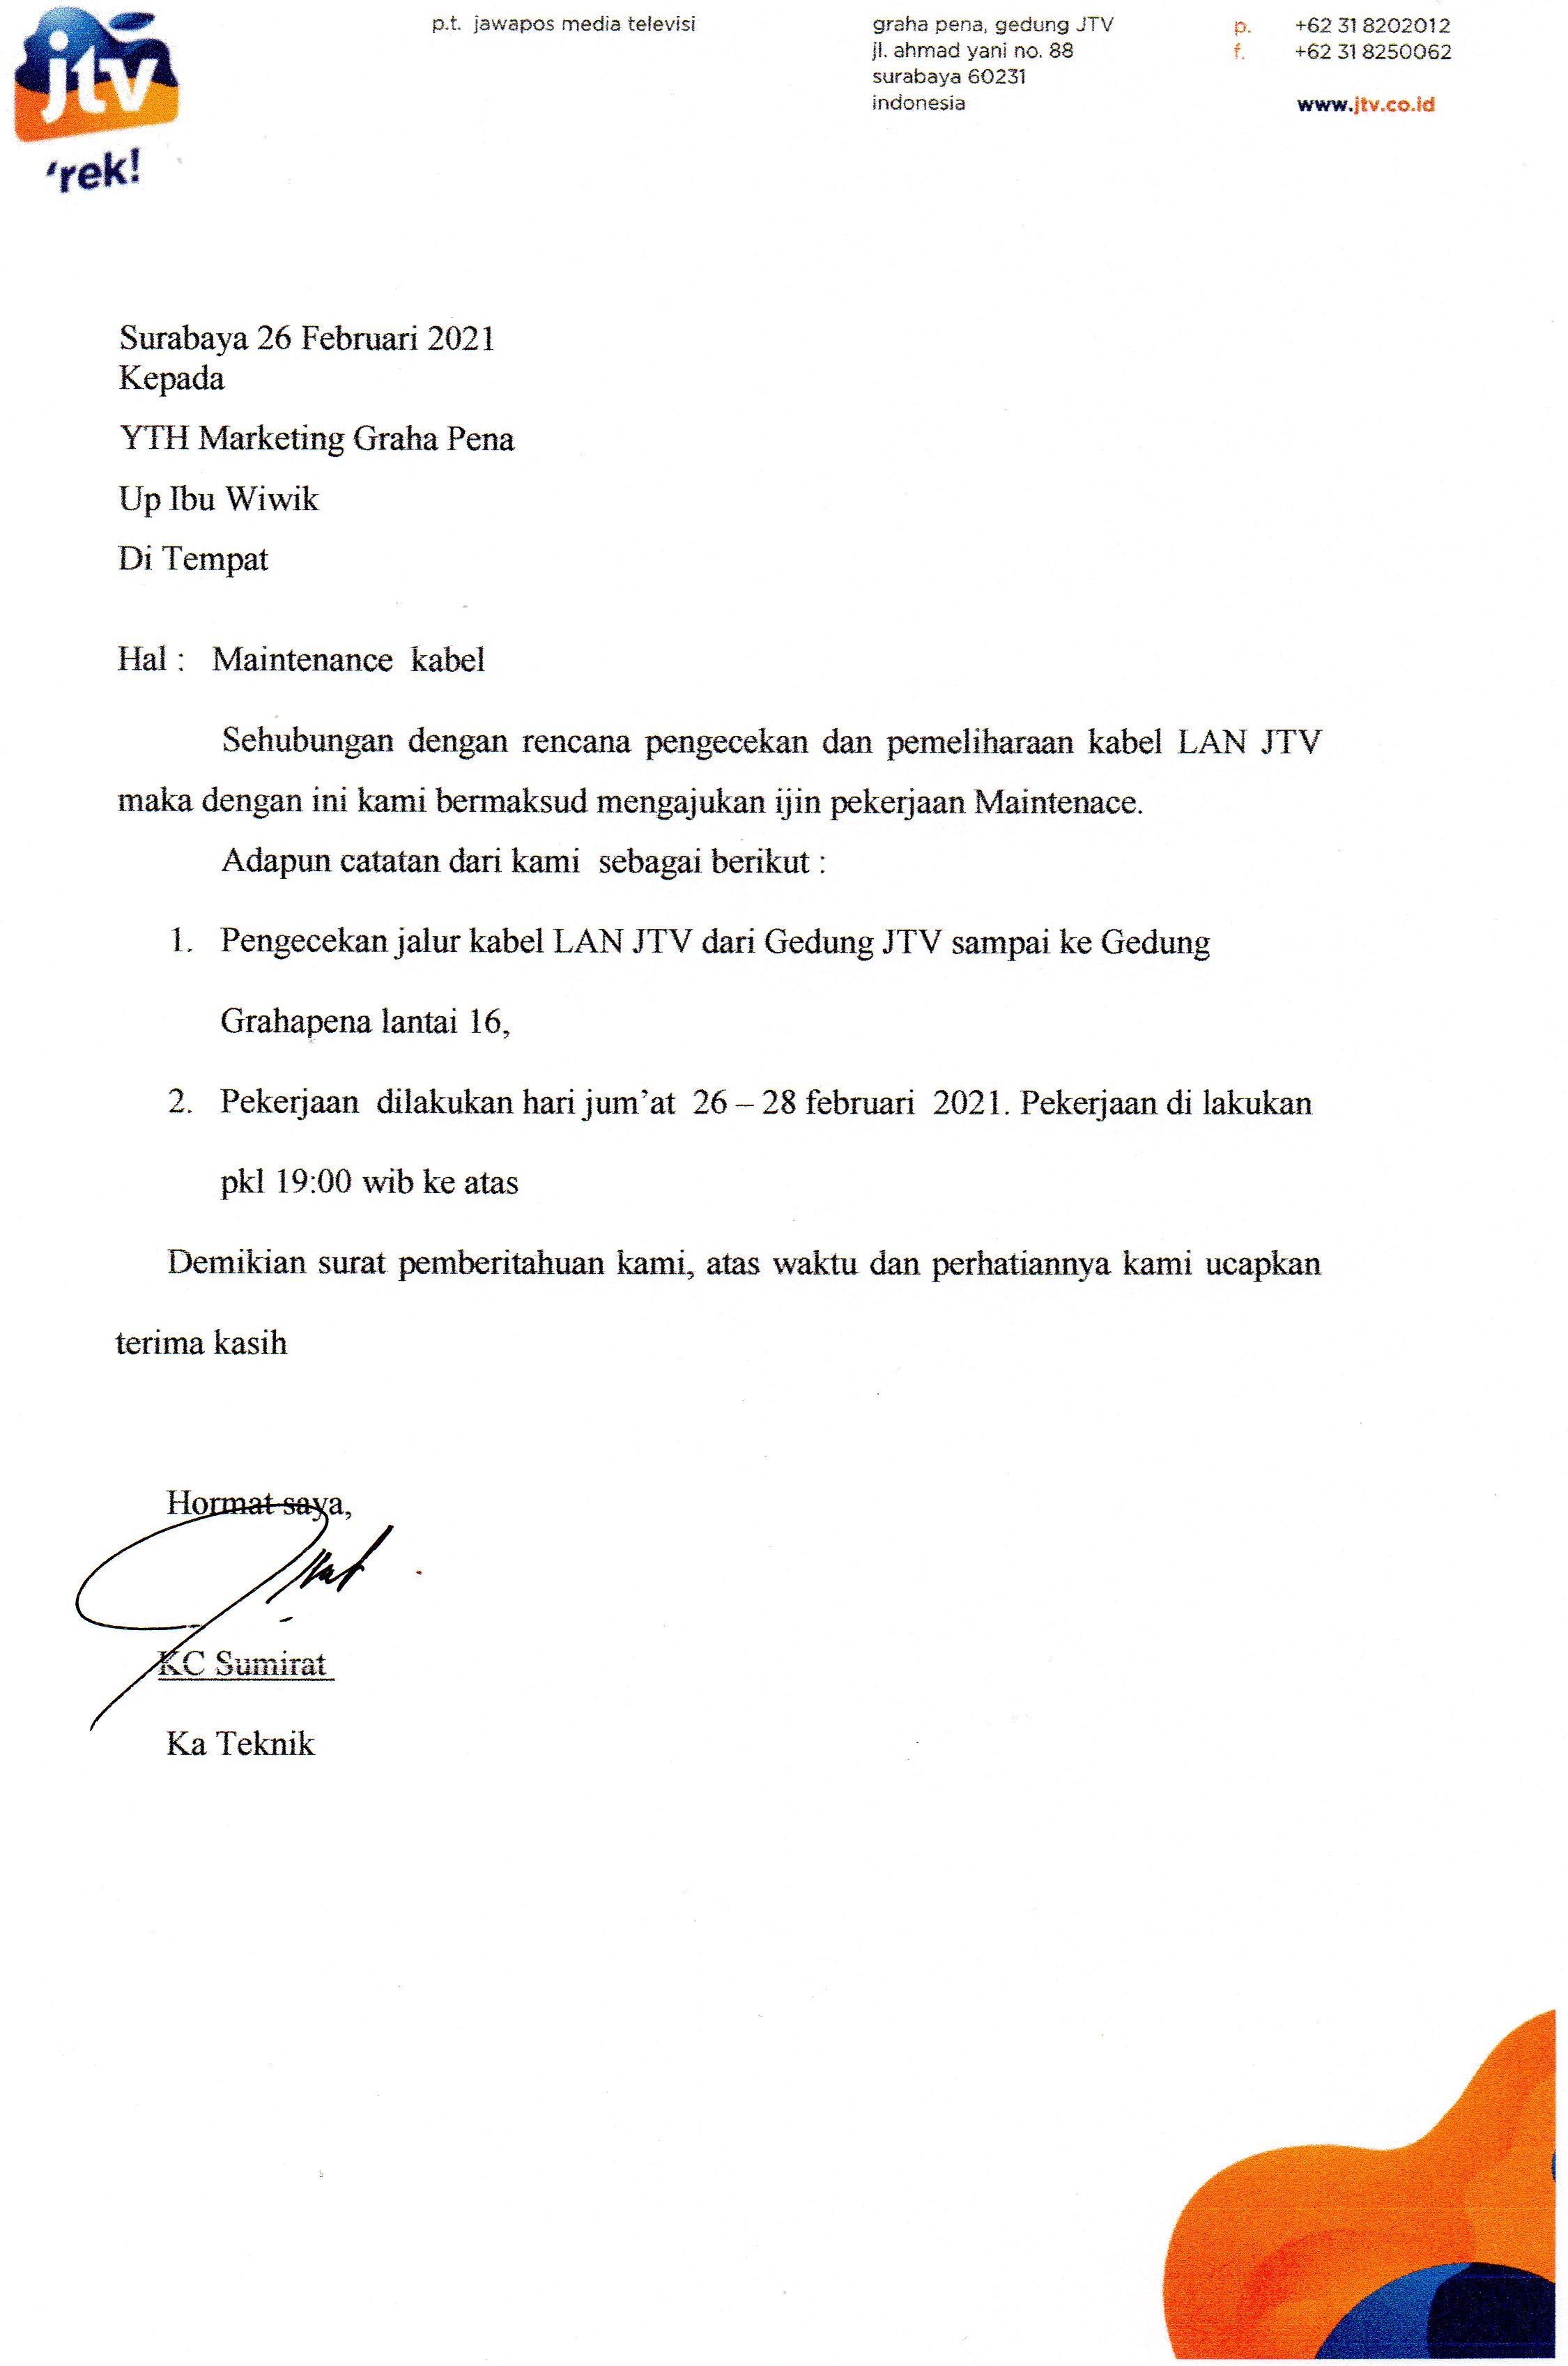 jtv
'rek!
p.t. jawapos media televisi
graha pena, gedung JTV
jl. ahmad yani no. 88
surabaya 60231
indonesia
p. +62 31 8202012
f. +62 31 8250062
www.jtv.co.id
Surabaya 26 Februari 2021
Kepada
YTH Marketing Graha Pena
Up Ibu Wiwik
Di Tempat
Hal : Maintenance kabel
Sehubungan dengan rencana pengecekan dan pemeliharaan kabel LAN JTV
maka dengan ini kami bermaksud mengajukan ijin pekerjaan Maintenace.
Adapun catatan dari kami sebagai berikut :
1. Pengecekan jalur kabel LAN JTV dari Gedung JTV sampai ke Gedung
Grahapena lantai 16,
2. Pekerjaan dilakukan hari jum’at 26 – 28 februari 2021. Pekerjaan di lakukan
pkl 19:00 wib ke atas
Demikian surat pemberitahuan kami, atas waktu dan perhatiannya kami ucapkan
terima kasih
Hormat saya,
KC Sumirat
Ka Teknik